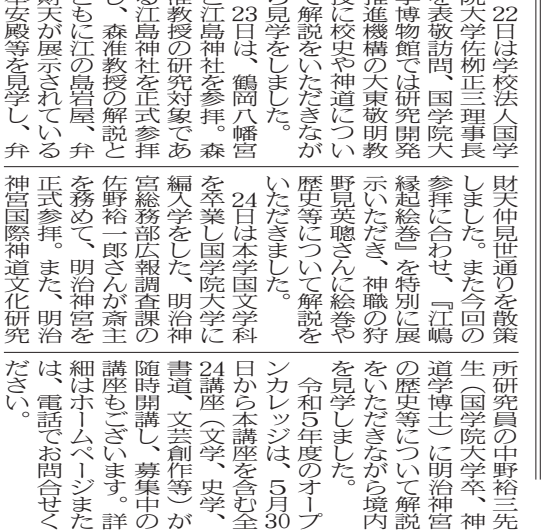 22日は学校法人国学
院大学佐柳正三理事長
を表敬訪問、国学院大
学博物館では研究開発
推進機構の大東敬明教
授に校史や神道につい
て解説をいただきなが
ら見学をしました。
23日は、鶴岡八幡宮
と江島神社を参拝。森
准教授の研究対象であ
る江島神社を正式参拝
し、森准教授の解説と
ともに江の島岩屋、弁
財天が展示されている
奉安殿等を見学し、弁
財天仲見世通りを散策
しました。また今回の
参拝に合わせ、『江嶋
縁起絵巻』を特別に展
示いただき、神職の狩
野見英聰さんに絵巻や
歴史等について解説を
いただきました。
24日は本学国文学科
を卒業し国学院大学に
編入学をした、明治神
宮総務部広報調査課の
佐野裕一郎さんが斎主
を務めて、明治神宮を
正式参拝。また、明治
神宮国際神道文化研究
所研究員の中野裕三先
生（国学院大学卒、神
道学博士）に明治神宮
の歴史等について解説
をいただきながら境内
を見学しました。
令和5年度のオープ
ンカレッジは、5月30
日から本講座を含む全
24講座（文学、史学、
書道、文芸創作等）が
随時開講し、募集中の
講座もございます。詳
細はホームページまた
は、電話でお問合せく
ださい。